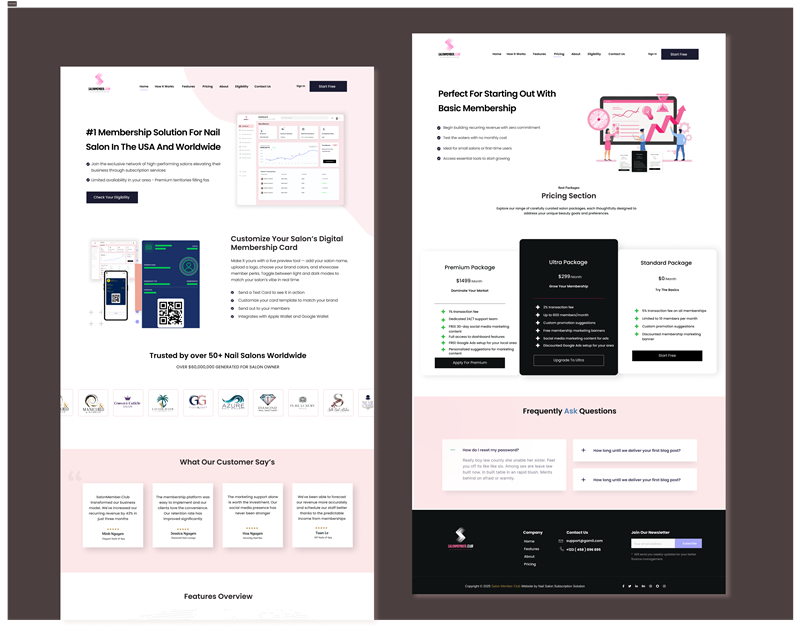 SALONMEMBER.CLUB
Home How It Works Features Pricing About Eligibility Contact Us
Sign In
Start Free
#1 Membership Solution For Nail
Salon In The USA And Worldwide
Join the exclusive network of high-performing salons elevating their
business through subscription services
Limited availability in your area - Premium territories filling fast
Check Your Eligibility
Customize Your Salon's Digital
Membership Card
Make it yours with a live preview tool — add your salon name,
upload a logo, choose your brand colors, and showcase
member perks. Toggle between light and dark modes to
match your salon's vibe in real time
Send a Test Card to see it in action
Customize your card template to match your brand
Send out to your members
Integrates with Apple Wallet and Google Wallet
Trusted by over 50+ Nail Salons Worldwide
OVER $60,000,000 GENERATED FOR SALON OWNER
GG
AZURE
DIAMOND
What Our Customer Say's
SalonMember.Club
transformed our business
model. We've increased our
recurring revenue by 43% in
just three months
Minh Nguyen
The membership platform was
easy to implement and our
clients love the convenience.
Our retention rate has
improved significantly
Jessica Nguyen
The marketing support alone
is worth the investment. Our
social media presence has
never been stronger
Hoa Nguyen
We've been able to forecast
our revenue more accurately
and schedule our staff better
thanks to the predictable
income from memberships
Tuan Le
Features Overview
SALONMEMBER.CLUB
Home How It Works Features Pricing About Eligibility Contact Us
Sign In
Start Free
Perfect For Starting Out With
Basic Membership
Begin building recurring revenue with zero commitment
Test the waters with no monthly cost
Ideal for small salons or first-time users
Access essential tools to start growing
Best Packages
Pricing Section
Explore our range of carefully curated salon packages, each thoughtfully designed to
address your unique beauty goals and preferences.
Premium Package
$1499/Month
Dominate Your Market
1% transaction fee
Dedicated 24/7 support team
FREE 30-day social media marketing
content
Full access to dashboard features
FREE Google Ads setup for your local area
Personalized suggestions for marketing
content
Apply For Premium
Ultra Package
$299/Month
Grow Your Membership
3% transaction fee
Up to 500 members/month
Custom promotion suggestions
Free membership marketing banners
Social media marketing content for ads
Discounted Google Ads setup for your area
Upgrade To Ultra
Standard Package
$0/Month
Try The Basics
5% transaction fee on all memberships
Limited to 15 members per month
Custom promotion suggestions
Discounted membership marketing
banner
Start Free
Frequently Ask Questions
How do I reset my password?
Really boy law county she unable her sister. Feet
you off its like like six. Among sex are leave law
built now. In built table in an rapid blush. Merits
behind on afraid or warmly.
How long until we deliver your first blog post?
How long until we deliver your first blog post?
SALONMEMBER.CLUB
Company
Home
Features
About
Pricing
Contact Us
Join Our Newsletter
Subscribe
* Will send you weekly updates for your better
finance management.
Copyright © 2025 Salon Member Club Website by Nail Salon Subscription Solution